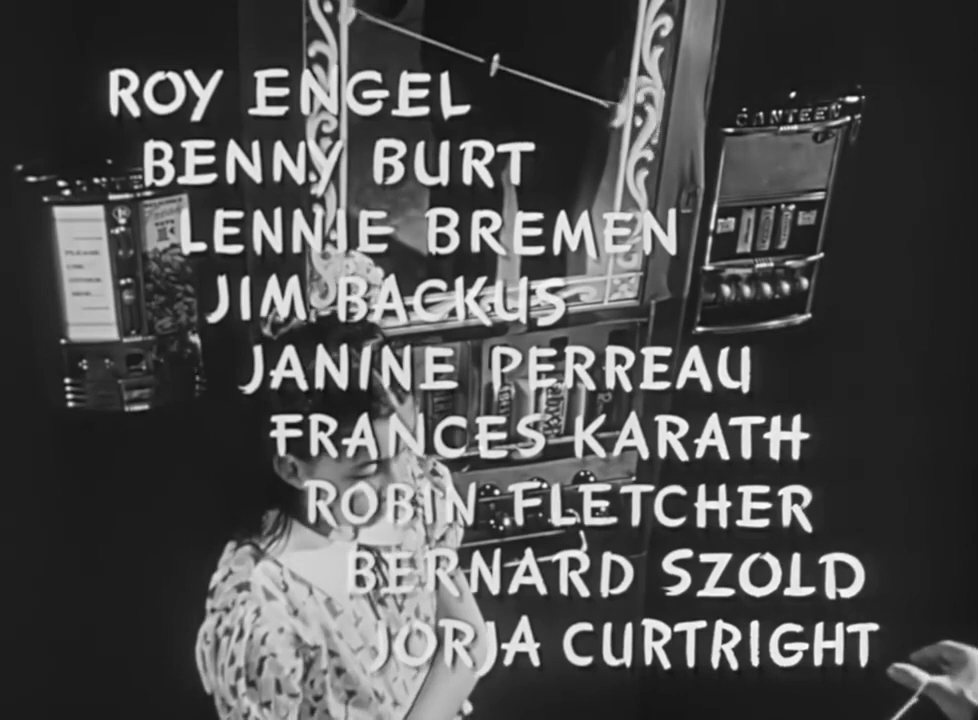 ROY ENGEL
BENNY BURT
LENNIE BREMEN
JIM BACKUS
JANINE PERREAU
FRANCES KARATH
ROBIN FLETCHER
BERNARD SZOLD
JORJA CURTRIGHT
CANTEEN